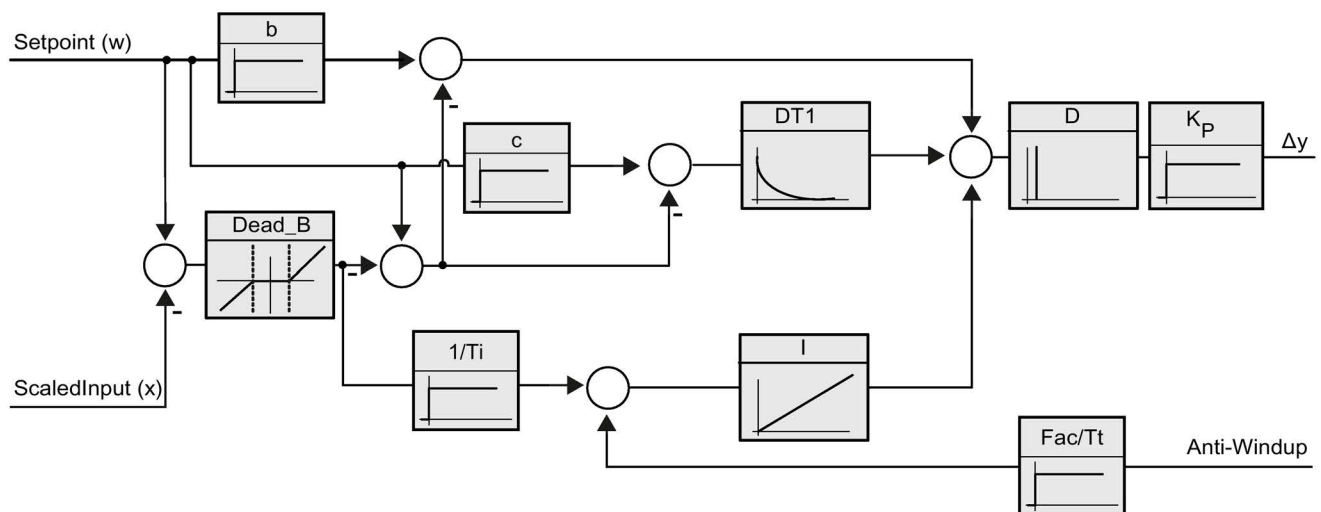 b
Setpoint (w)
-
c
DT1
D
K_P
Δy
-
Dead_B
-
-
1/Ti
I
ScaledInput (x)
Fac/Tt
Anti-Windup